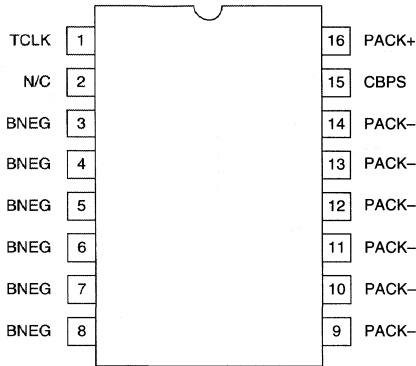 TCLK 1 16 PACK+
N/C 2 15 CBPS
BNEG 3 14 PACK–
BNEG 4 13 PACK–
BNEG 5 12 PACK–
BNEG 6 11 PACK–
BNEG 7 10 PACK–
BNEG 8 9 PACK–